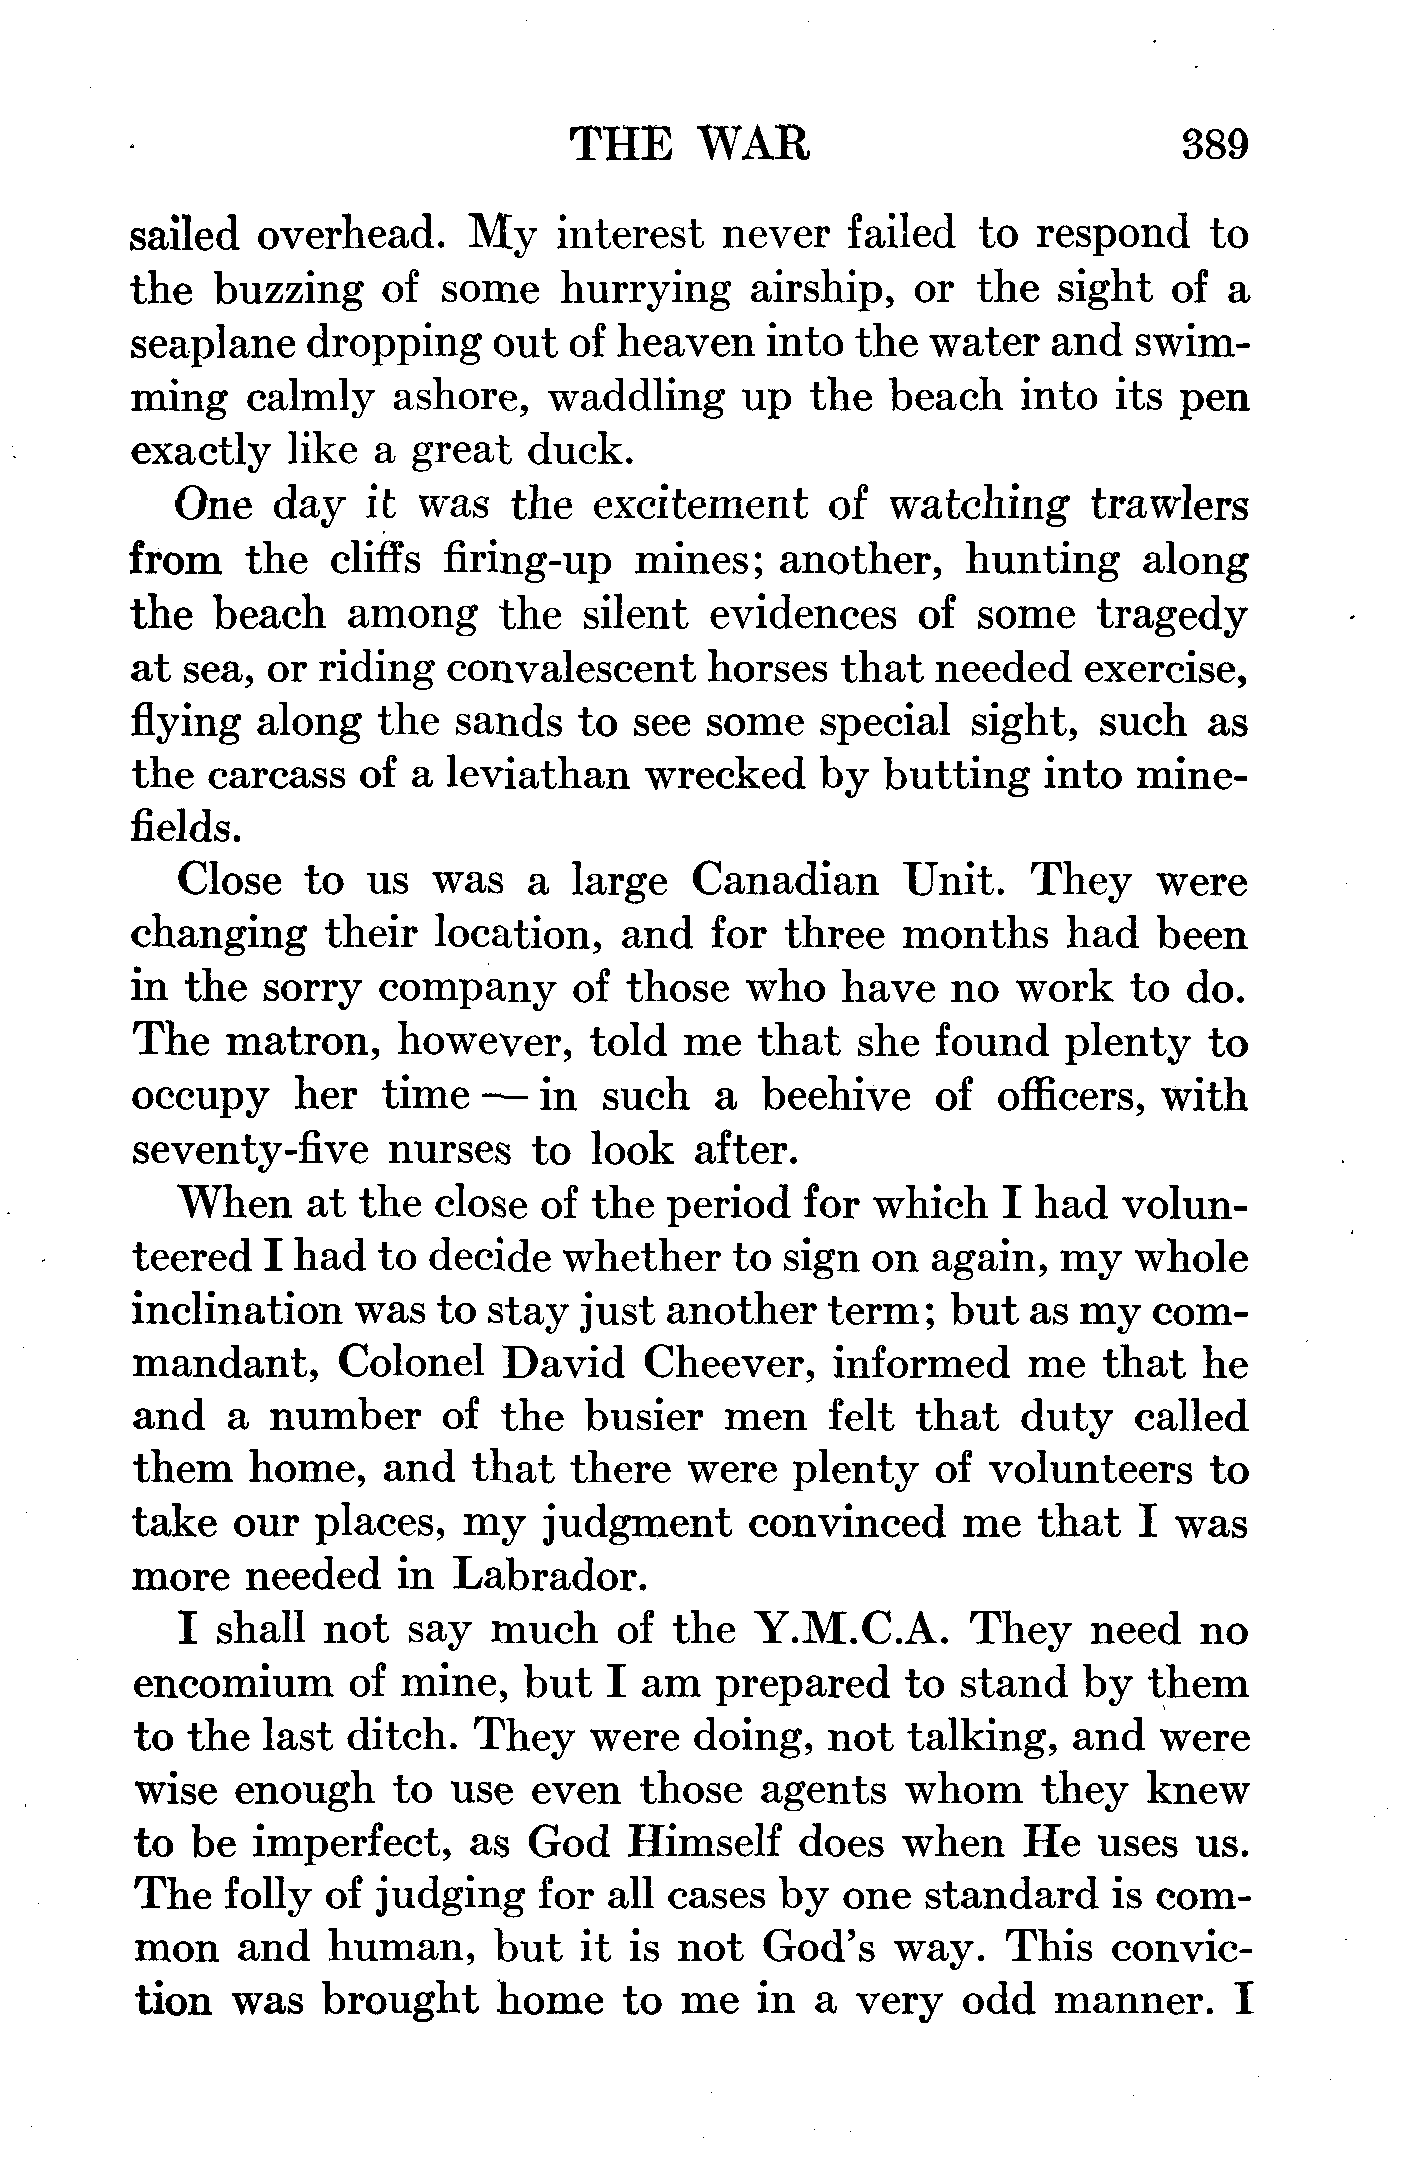 THE WAR 389
sailed overhead. My interest never failed to respond to
the buzzing of some hurrying airship, or the sight of a
seaplane dropping out of heaven into the water and swim-
ming calmly ashore, waddling up the beach into its pen
exactly like a great duck.
One day it was the excitement of watching trawlers
from the cliffs firing-up mines; another, hunting along
the beach among the silent evidences of some tragedy
at sea, or riding convalescent horses that needed exercise,
flying along the sands to see some special sight, such as
the carcass of a leviathan wrecked by butting into mine-
fields.
Close to us was a large Canadian Unit. They were
changing their location, and for three months had been
in the sorry company of those who have no work to do.
The matron, however, told me that she found plenty to
occupy her time — in such a beehive of officers, with
seventy-five nurses to look after.
When at the close of the period for which I had volun-
teered I had to decide whether to sign on again, my whole
inclination was to stay just another term; but as my com-
mandant, Colonel David Cheever, informed me that he
and a number of the busier men felt that duty called
them home, and that there were plenty of volunteers to
take our places, my judgment convinced me that I was
more needed in Labrador.
I shall not say much of the Y.M.C.A. They need no
encomium of mine, but I am prepared to stand by them
to the last ditch. They were doing, not talking, and were
wise enough to use even those agents whom they knew
to be imperfect, as God Himself does when He uses us.
The folly of judging for all cases by one standard is com-
mon and human, but it is not God's way. This convic-
tion was brought home to me in a very odd manner. I